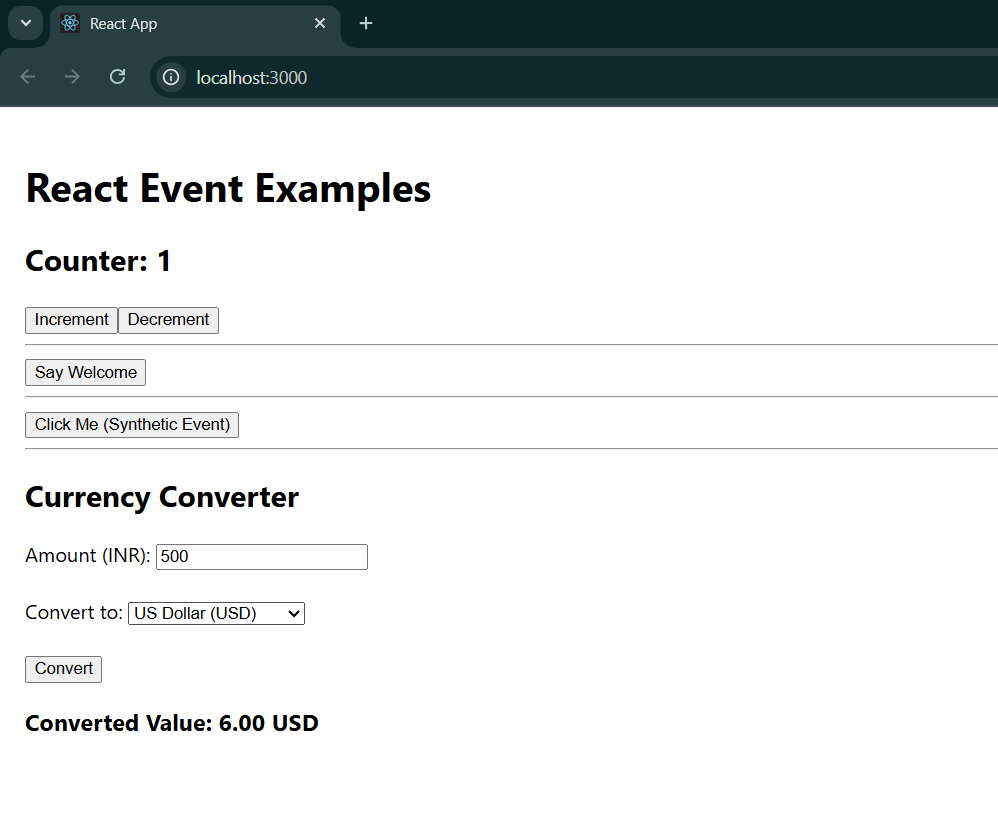 React App
localhost:3000
React Event Examples
Counter: 1
Increment Decrement
Say Welcome
Click Me (Synthetic Event)
Currency Converter
Amount (INR): 500
Convert to: US Dollar (USD)
Convert
Converted Value: 6.00 USD